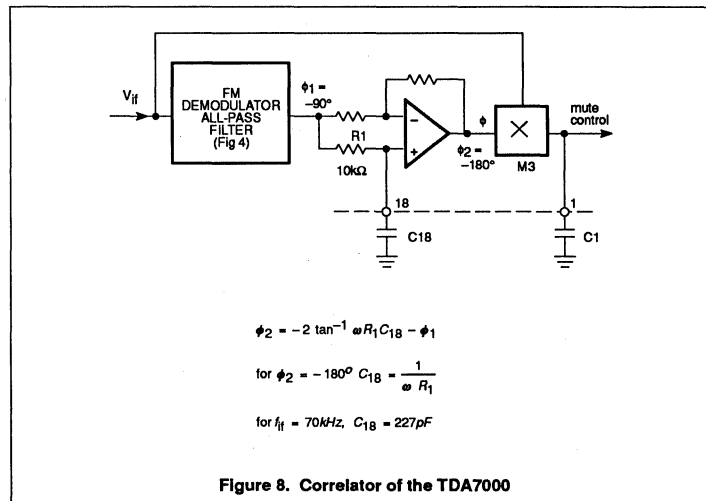 V_if
FM
DEMODULATOR
ALL-PASS
FILTER
(Fig 4)
ϕ1 =
–90°
R1
10kΩ
−
+
ϕ
ϕ2 =
–180°
×
M3
mute
control
18
C18
1
C1
ϕ₂ = −2 tan⁻¹ ωR₁C₁₈ − ϕ₁
for ϕ₂ = −180° C₁₈ = 1 / ω R₁
for f_if = 70kHz, C₁₈ = 227pF
Figure 8. Correlator of the TDA7000